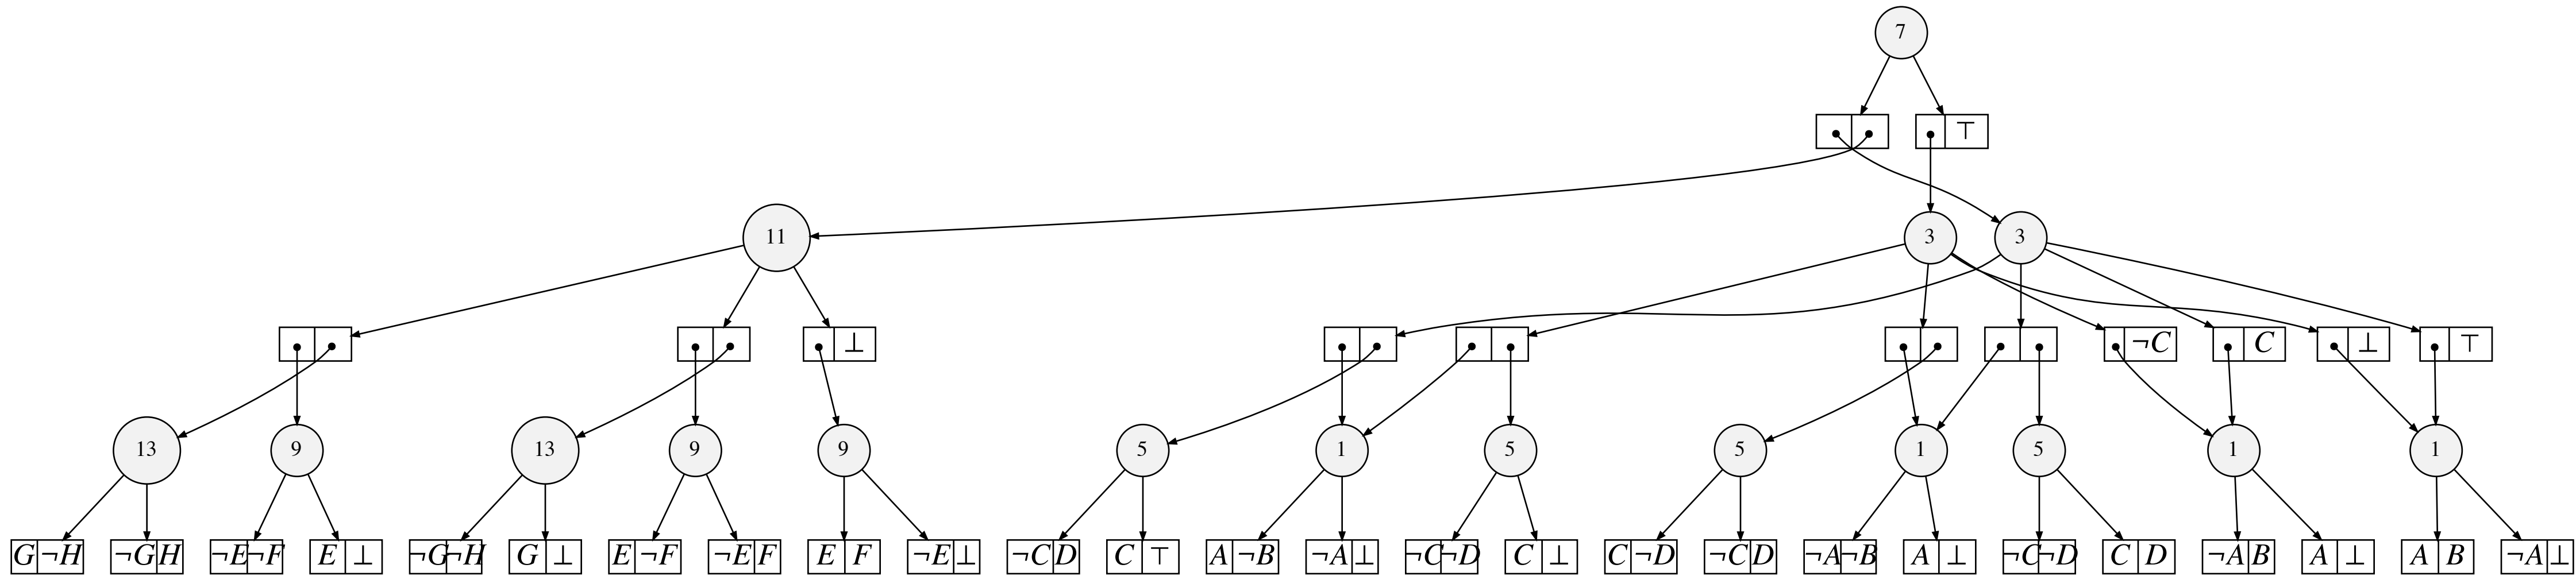 7
⊤
11 3 3
⊥ ¬C C ⊥ ⊤
13 9 13 9 9 5 1 5 5 1 5 1 1
G ¬H ¬G H ¬E ¬F E ⊥ ¬G ¬H G ⊥ E ¬F ¬E F E F ¬E ⊥ ¬C D C ⊤ A ¬B ¬A ⊥ ¬C ¬D C ⊥ C ¬D ¬C D ¬A ¬B A ⊥ ¬C ¬D C D ¬A B A ⊥ A B ¬A ⊥